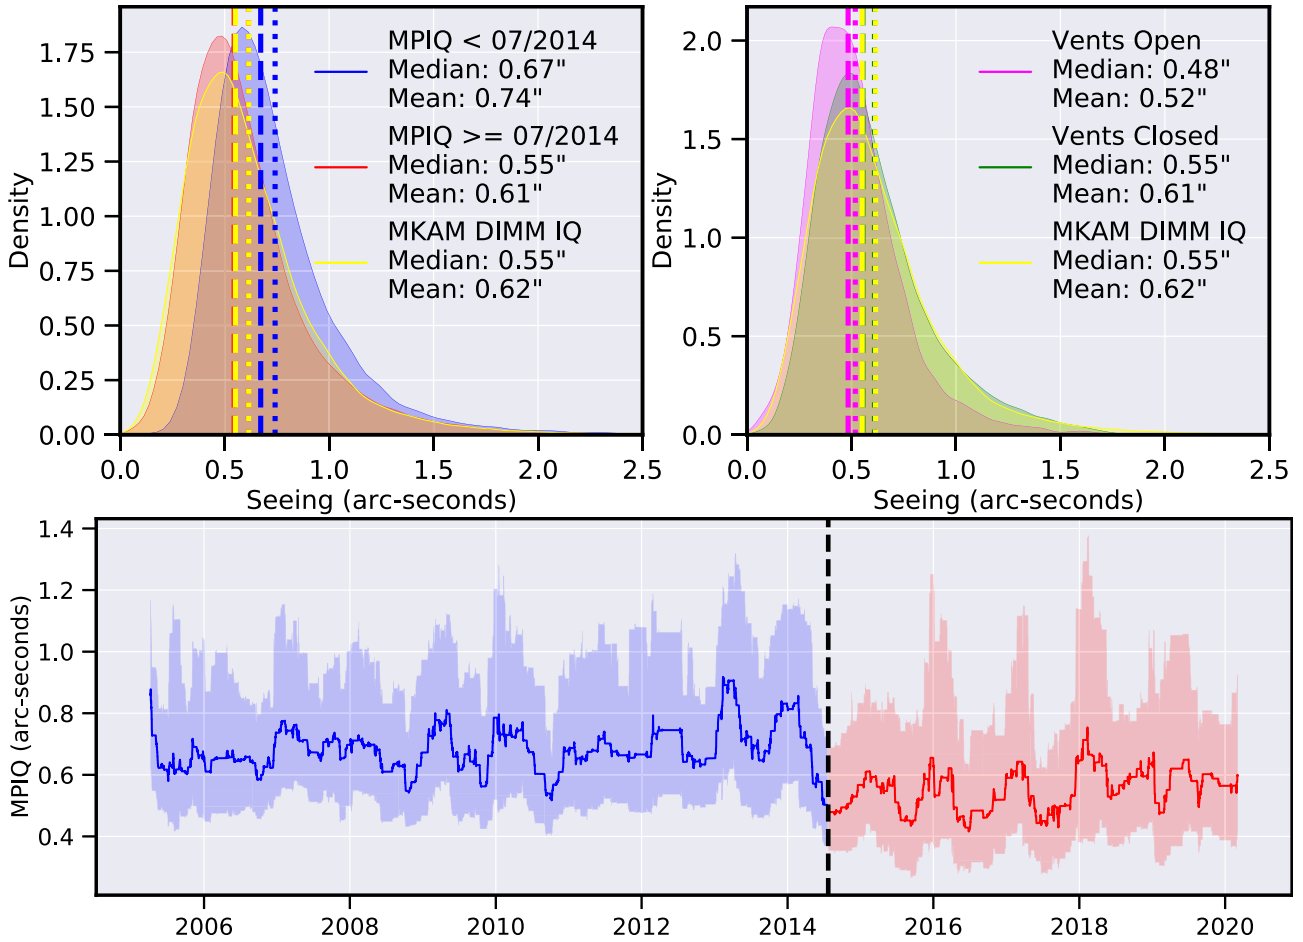 MPIQ < 07/2014
Median: 0.67"
Mean: 0.74"
MPIQ >= 07/2014
Median: 0.55"
Mean: 0.61"
MKAM DIMM IQ
Median: 0.55"
Mean: 0.62"
Density
1.75
1.50
1.25
1.00
0.75
0.50
0.25
0.00
0.0 0.5 1.0 1.5 2.0 2.5
Seeing (arc-seconds)
Vents Open
Median: 0.48"
Mean: 0.52"
Vents Closed
Median: 0.55"
Mean: 0.61"
MKAM DIMM IQ
Median: 0.55"
Mean: 0.62"
Density
2.0
1.5
1.0
0.5
0.0
0.0 0.5 1.0 1.5 2.0 2.5
Seeing (arc-seconds)
MPIQ (arc-seconds)
1.4
1.2
1.0
0.8
0.6
0.4
2006 2008 2010 2012 2014 2016 2018 2020